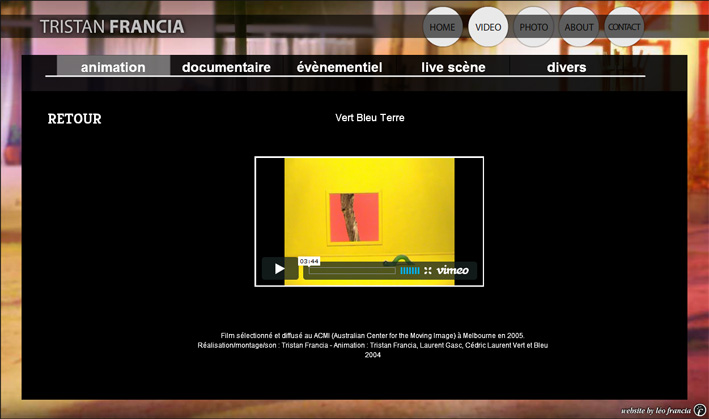 TRISTAN FRANCIA
HOME VIDEO PHOTO ABOUT CONTACT
animation documentaire évènementiel live scène divers
RETOUR
Vert Bleu Terre
03:44
vimeo
Film sélectionné et diffusé au ACMI (Australian Center for the Moving Image) à Melbourne en 2005.
Réalisation/montage/son : Tristan Francia - Animation : Tristan Francia, Laurent Gasc, Cédric Laurent Vert et Bleu
2004
website by léo francia